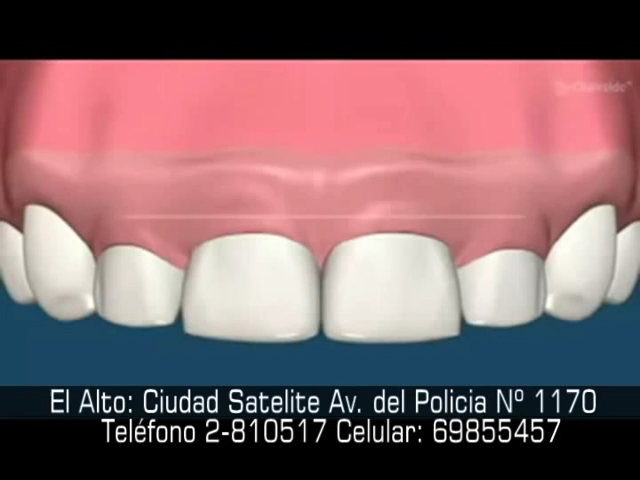 El Alto: Ciudad Satelite Av. del Policia Nº 1170
Teléfono 2-810517 Celular: 69855457